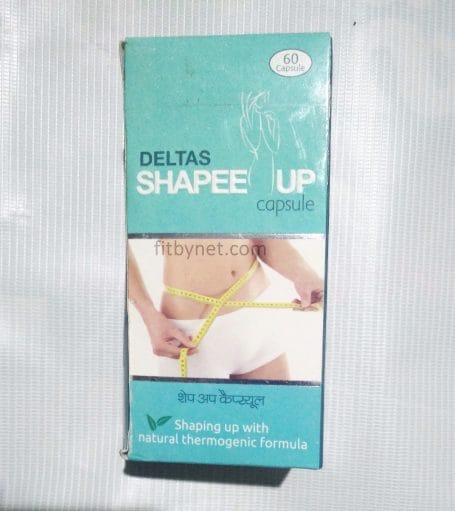 60
Capsule
DELTAS
SHAPEE UP
capsule
fitbynet.com
शेप अप कैप्स्यूल
Shaping up with
natural thermogenic formula